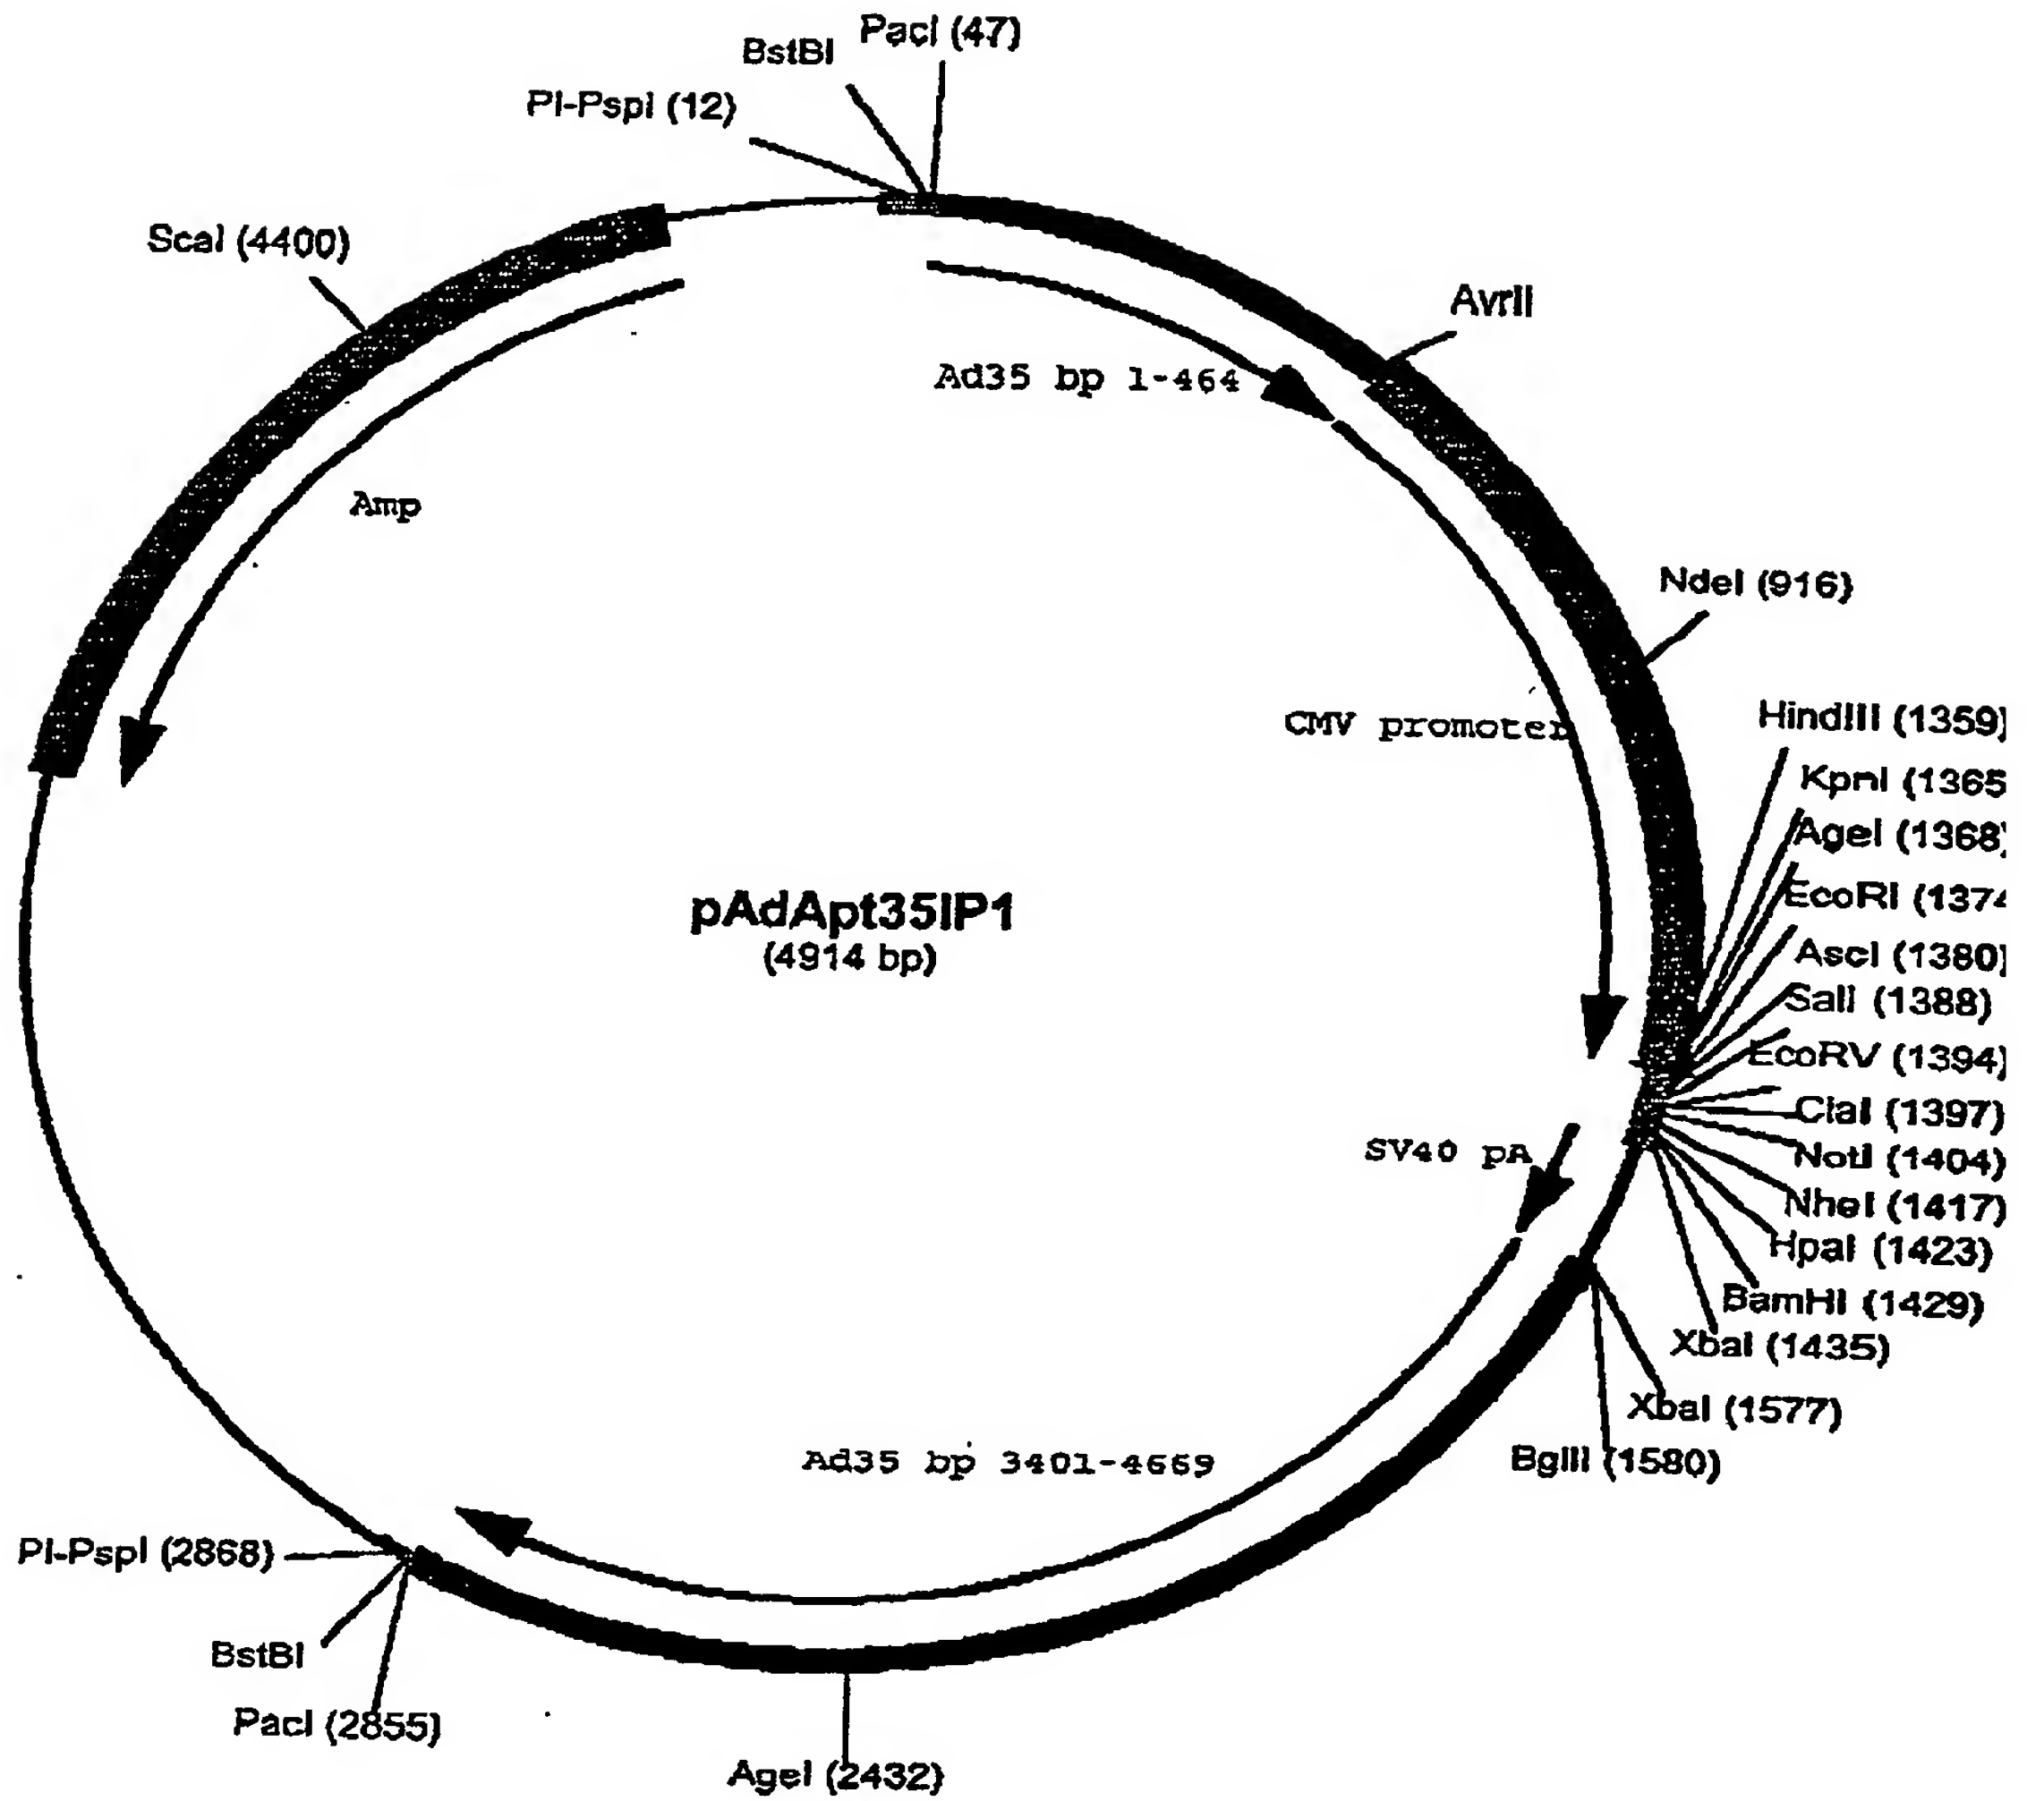 PacI (47)
BstBI
PI-PspI (12)
ScaI (4400)
AvrII
Ad35 bp 1-464
Amp
NdeI (916)
CMV promoter
HindIII (1359)
KpnI (1365
AgeI (1368)
EcoRI (1374
AscI (1380)
SalI (1388)
EcoRV (1394)
ClaI (1397)
NotI (1404)
NheI (1417)
HpaI (1423)
BamHI (1429)
XbaI (1435)
XbaI (1577)
BglII (1580)
pAdApt35IP1
(4914 bp)
SV40 pA
Ad35 bp 3401-4669
PI-PspI (2868)
BstBI
PacI (2855)
AgeI (2432)